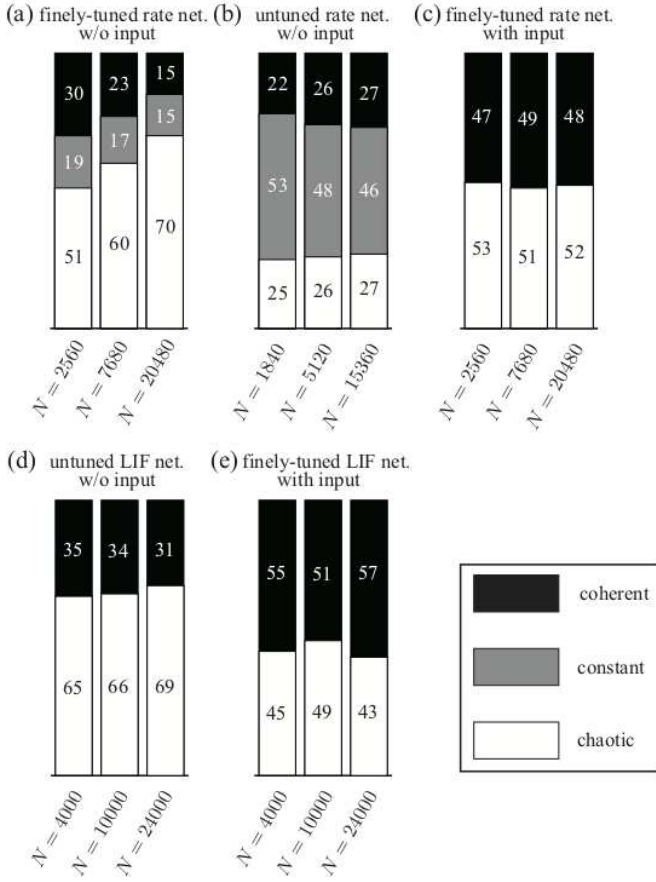 (a) finely-tuned rate net.
w/o input
30 23 15
19 17 15
51 60 70
N = 2560 N = 7680 N = 20480
(b) untuned rate net.
w/o input
22 26 27
53 48 46
25 26 27
N = 1840 N = 5120 N = 15360
(c) finely-tuned rate net.
with input
47 49 48
53 51 52
N = 2560 N = 7680 N = 20480
(d) untuned LIF net.
w/o input
35 34 31
65 66 69
N = 4000 N = 10000 N = 24000
(e) finely-tuned LIF net.
with input
55 51 57
45 49 43
N = 4000 N = 10000 N = 24000
coherent
constant
chaotic